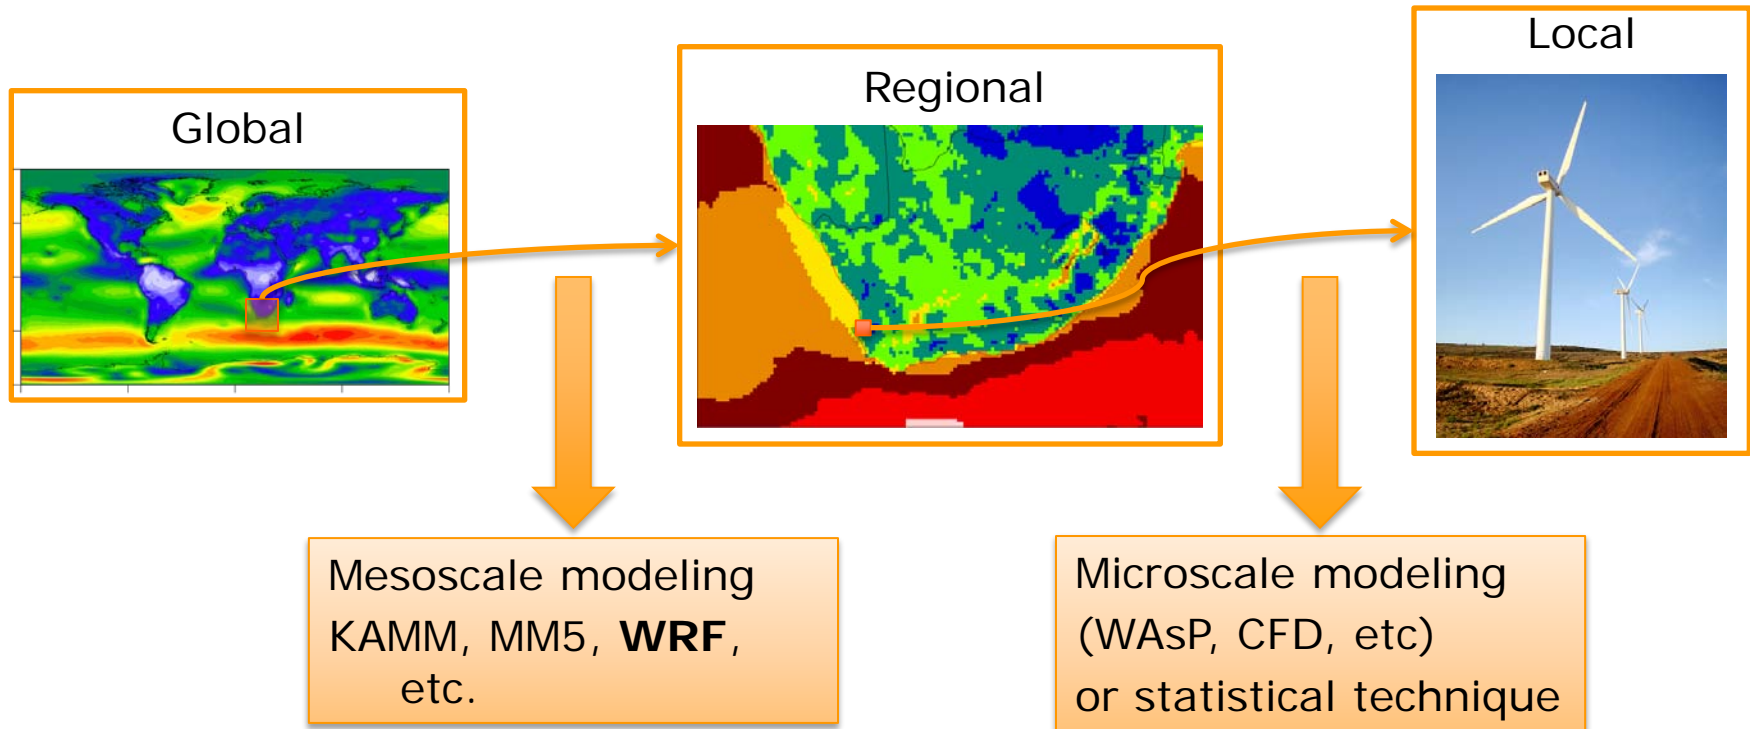 Global
Regional
Local
Mesoscale modeling
KAMM, MM5, WRF,
etc.
Microscale modeling
(WAsP, CFD, etc)
or statistical technique